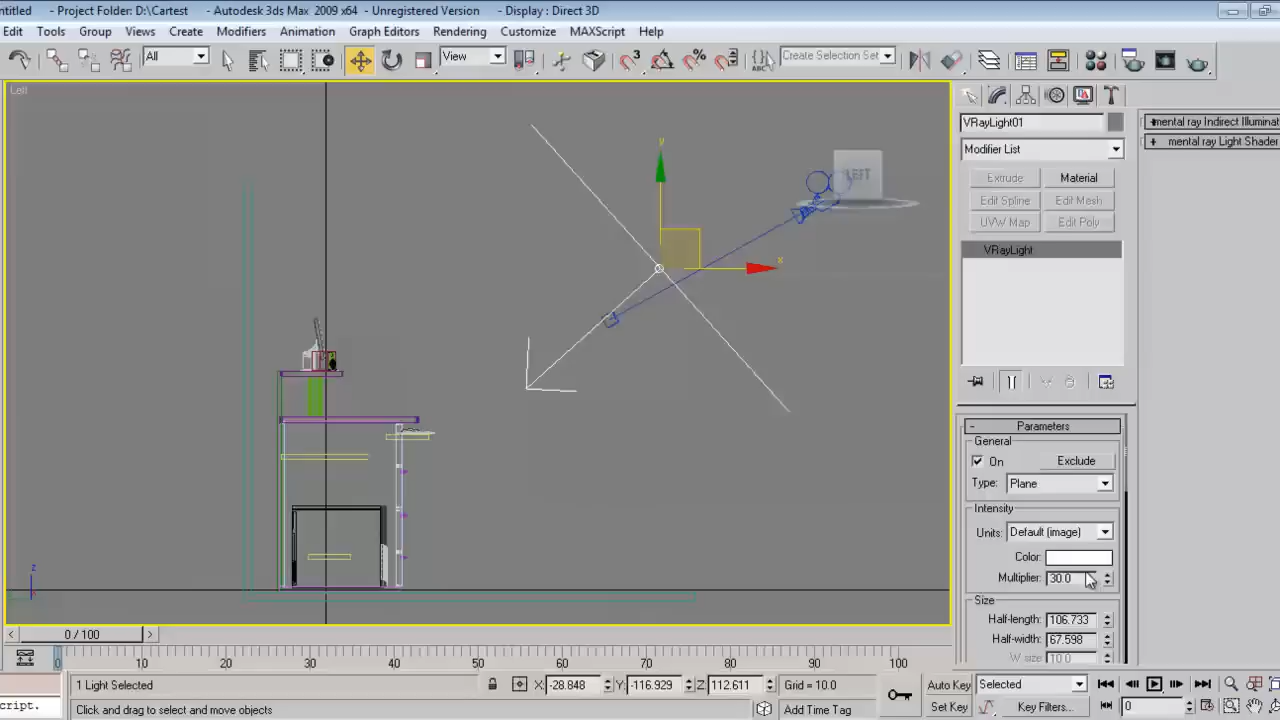 ntitled - Project Folder: D:\Cartest - Autodesk 3ds Max 2009 x64 - Unregistered Version - Display : Direct 3D
Edit Tools Group Views Create Modifiers Animation Graph Editors Rendering Customize MAXScript Help
All View ABC Create Selection Set
Left
y
LEFT
x
z
VRayLight01
Modifier List
Extrude Material
Edit Spline Edit Mesh
UVW Map Edit Poly
VRayLight
mental ray Indirect Illuminat
+ mental ray Light Shader
- Parameters
General
On Exclude
Type: Plane
Intensity
Units: Default (image)
Color:
Multiplier: 30.0
Size
Half-length: 106.733
Half-width: 67.598
W size 10.0
< 0 / 100 >
0 10 20 30 40 50 60 70 80 90 100
1 Light Selected X: -28.848 Y: -116.929 Z: 112.611 Grid = 10.0 Auto Key Selected
cript. Click and drag to select and move objects Add Time Tag Set Key Key Filters... 0